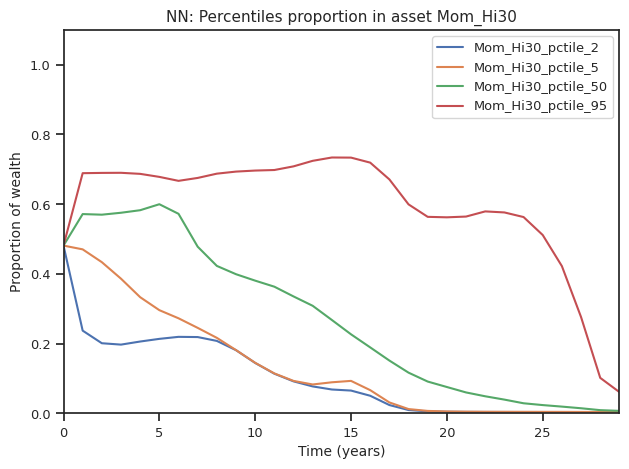 NN: Percentiles proportion in asset Mom_Hi30
Mom_Hi30_pctile_2
Mom_Hi30_pctile_5
Mom_Hi30_pctile_50
Mom_Hi30_pctile_95
Proportion of wealth
1.0
0.8
0.6
0.4
0.2
0.0
0 5 10 15 20 25
Time (years)